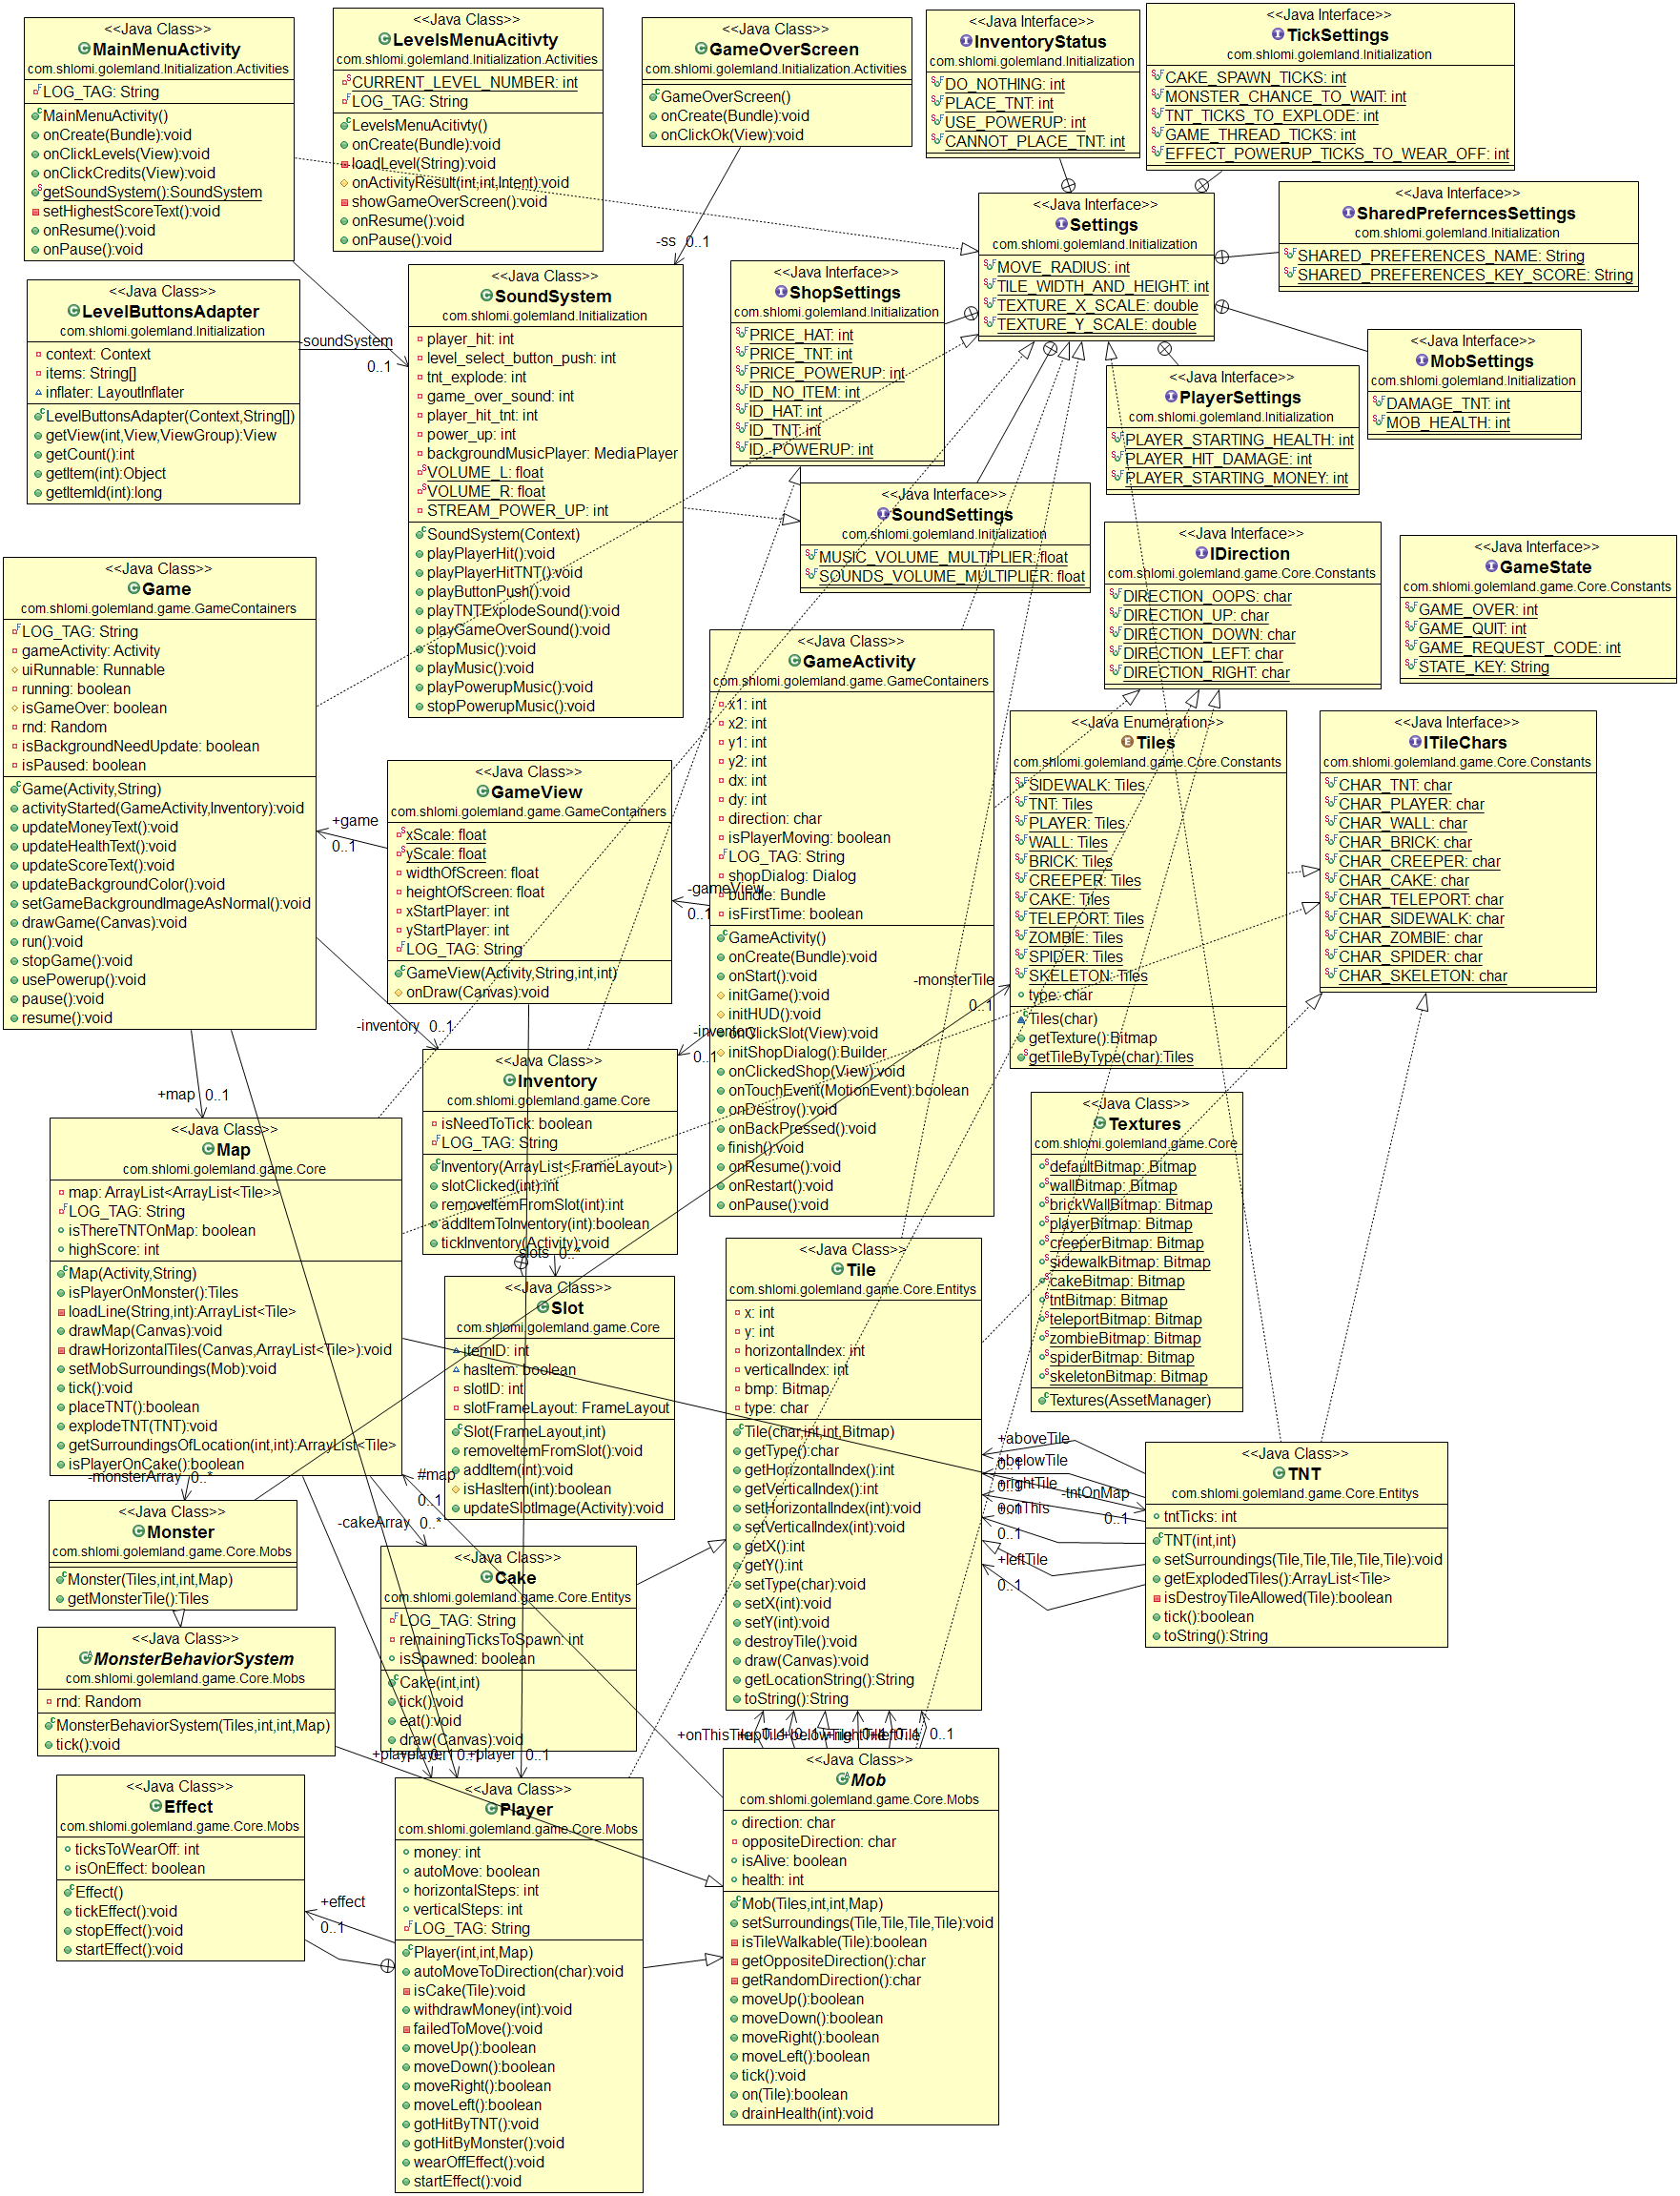 <<Java Class>>
MainMenuActivity
com.shlomi.golemland.Initialization.Activities
LOG_TAG: String
MainMenuActivity()
onCreate(Bundle):void
onClickLevels(View):void
onClickCredits(View):void
getSoundSystem():SoundSystem
setHighestScoreText():void
onResume():void
onPause():void
<<Java Class>>
LevelsMenuAcitivty
com.shlomi.golemland.Initialization.Activities
CURRENT_LEVEL_NUMBER: int
LOG_TAG: String
LevelsMenuAcitivty()
onCreate(Bundle):void
loadLevel(String):void
onActivityResult(int,int,Intent):void
showGameOverScreen():void
onResume():void
onPause():void
<<Java Class>>
GameOverScreen
com.shlomi.golemland.Initialization.Activities
GameOverScreen()
onCreate(Bundle):void
onClickOk(View):void
<<Java Interface>>
InventoryStatus
com.shlomi.golemland.Initialization
DO_NOTHING: int
PLACE_TNT: int
USE_POWERUP: int
CANNOT_PLACE_TNT: int
<<Java Interface>>
TickSettings
com.shlomi.golemland.Initialization
CAKE_SPAWN_TICKS: int
MONSTER_CHANCE_TO_WAIT: int
TNT_TICKS_TO_EXPLODE: int
GAME_THREAD_TICKS: int
EFFECT_POWERUP_TICKS_TO_WEAR_OFF: int
<<Java Interface>>
Settings
com.shlomi.golemland.Initialization
MOVE_RADIUS: int
TILE_WIDTH_AND_HEIGHT: int
TEXTURE_X_SCALE: double
TEXTURE_Y_SCALE: double
<<Java Interface>>
SharedPreferncesSettings
com.shlomi.golemland.Initialization
SHARED_PREFERENCES_NAME: String
SHARED_PREFERENCES_KEY_SCORE: String
<<Java Class>>
LevelButtonsAdapter
com.shlomi.golemland.Initialization
context: Context
items: String[]
inflater: LayoutInflater
LevelButtonsAdapter(Context,String[])
getView(int,View,ViewGroup):View
getCount():int
getItem(int):Object
getItemId(int):long
-soundSystem
0..1
-ss 0..1
<<Java Class>>
SoundSystem
com.shlomi.golemland.Initialization
player_hit: int
level_select_button_push: int
tnt_explode: int
game_over_sound: int
player_hit_tnt: int
power_up: int
backgroundMusicPlayer: MediaPlayer
VOLUME_L: float
VOLUME_R: float
STREAM_POWER_UP: int
SoundSystem(Context)
playPlayerHit():void
playPlayerHitTNT():void
playButtonPush():void
playTNTExplodeSound():void
playGameOverSound():void
stopMusic():void
playMusic():void
playPowerupMusic():void
stopPowerupMusic():void
<<Java Interface>>
ShopSettings
com.shlomi.golemland.Initialization
PRICE_HAT: int
PRICE_TNT: int
PRICE_POWERUP: int
ID_NO_ITEM: int
ID_HAT: int
ID_TNT: int
ID_POWERUP: int
<<Java Interface>>
MobSettings
com.shlomi.golemland.Initialization
DAMAGE_TNT: int
MOB_HEALTH: int
<<Java Interface>>
PlayerSettings
com.shlomi.golemland.Initialization
PLAYER_STARTING_HEALTH: int
PLAYER_HIT_DAMAGE: int
PLAYER_STARTING_MONEY: int
<<Java Interface>>
SoundSettings
com.shlomi.golemland.Initialization
MUSIC_VOLUME_MULTIPLIER: float
SOUNDS_VOLUME_MULTIPLIER: float
<<Java Interface>>
IDirection
com.shlomi.golemland.game.Core.Constants
DIRECTION_OOPS: char
DIRECTION_UP: char
DIRECTION_DOWN: char
DIRECTION_LEFT: char
DIRECTION_RIGHT: char
<<Java Interface>>
GameState
com.shlomi.golemland.game.Core.Constants
GAME_OVER: int
GAME_QUIT: int
GAME_REQUEST_CODE: int
STATE_KEY: String
<<Java Class>>
Game
com.shlomi.golemland.game.GameContainers
LOG_TAG: String
gameActivity: Activity
uiRunnable: Runnable
running: boolean
isGameOver: boolean
rnd: Random
isBackgroundNeedUpdate: boolean
isPaused: boolean
Game(Activity,String)
activityStarted(GameActivity,Inventory):void
updateMoneyText():void
updateHealthText():void
updateScoreText():void
updateBackgroundColor():void
setGameBackgroundImageAsNormal():void
drawGame(Canvas):void
run():void
stopGame():void
usePowerup():void
pause():void
resume():void
<<Java Class>>
GameView
com.shlomi.golemland.game.GameContainers
xScale: float
yScale: float
widthOfScreen: float
heightOfScreen: float
xStartPlayer: int
yStartPlayer: int
LOG_TAG: String
GameView(Activity,String,int,int)
onDraw(Canvas):void
+game
0..1
<<Java Class>>
GameActivity
com.shlomi.golemland.game.GameContainers
x1: int
x2: int
y1: int
y2: int
dx: int
dy: int
direction: char
isPlayerMoving: boolean
LOG_TAG: String
shopDialog: Dialog
bundle: Bundle
isFirstTime: boolean
GameActivity()
onCreate(Bundle):void
onStart():void
initGame():void
initHUD():void
onClickSlot(View):void
initShopDialog():Builder
onClickedShop(View):void
onTouchEvent(MotionEvent):boolean
onDestroy():void
onBackPressed():void
finish():void
onResume():void
onRestart():void
onPause():void
-gameView
0..1
-inventory
0..1
<<Java Enumeration>>
Tiles
com.shlomi.golemland.game.Core.Constants
SIDEWALK: Tiles
TNT: Tiles
PLAYER: Tiles
WALL: Tiles
BRICK: Tiles
CREEPER: Tiles
CAKE: Tiles
TELEPORT: Tiles
ZOMBIE: Tiles
SPIDER: Tiles
SKELETON: Tiles
type: char
Tiles(char)
getTexture():Bitmap
getTileByType(char):Tiles
-monsterTile
0..1
<<Java Interface>>
ITileChars
com.shlomi.golemland.game.Core.Constants
CHAR_TNT: char
CHAR_PLAYER: char
CHAR_WALL: char
CHAR_BRICK: char
CHAR_CREEPER: char
CHAR_CAKE: char
CHAR_TELEPORT: char
CHAR_SIDEWALK: char
CHAR_ZOMBIE: char
CHAR_SPIDER: char
CHAR_SKELETON: char
-inventory 0..1
+map 0..1
<<Java Class>>
Inventory
com.shlomi.golemland.game.Core
isNeedToTick: boolean
LOG_TAG: String
Inventory(ArrayList<FrameLayout>)
slotClicked(int):int
removeItemFromSlot(int):int
addItemToInventory(int):boolean
tickInventory(Activity):void
-slots 0..*
<<Java Class>>
Map
com.shlomi.golemland.game.Core
map: ArrayList<ArrayList<Tile>>
LOG_TAG: String
isThereTNTOnMap: boolean
highScore: int
Map(Activity,String)
isPlayerOnMonster():Tiles
loadLine(String,int):ArrayList<Tile>
drawMap(Canvas):void
drawHorizontalTiles(Canvas,ArrayList<Tile>):void
setMobSurroundings(Mob):void
tick():void
placeTNT():boolean
explodeTNT(TNT):void
getSurroundingsOfLocation(int,int):ArrayList<Tile>
isPlayerOnCake():boolean
-monsterArray 0..*
#map
0..1
-cakeArray 0..*
<<Java Class>>
Slot
com.shlomi.golemland.game.Core
itemID: int
hasItem: boolean
slotID: int
slotFrameLayout: FrameLayout
Slot(FrameLayout,int)
removeItemFromSlot():void
addItem(int):void
isHasItem(int):boolean
updateSlotImage(Activity):void
<<Java Class>>
Textures
com.shlomi.golemland.game.Core
defaultBitmap: Bitmap
wallBitmap: Bitmap
brickWallBitmap: Bitmap
playerBitmap: Bitmap
creeperBitmap: Bitmap
sidewalkBitmap: Bitmap
cakeBitmap: Bitmap
tntBitmap: Bitmap
teleportBitmap: Bitmap
zombieBitmap: Bitmap
spiderBitmap: Bitmap
skeletonBitmap: Bitmap
Textures(AssetManager)
<<Java Class>>
Tile
com.shlomi.golemland.game.Core.Entitys
x: int
y: int
horizontalIndex: int
verticalIndex: int
bmp: Bitmap
type: char
Tile(char,int,int,Bitmap)
getType():char
getHorizontalIndex():int
getVerticalIndex():int
setHorizontalIndex(int):void
setVerticalIndex(int):void
getX():int
getY():int
setType(char):void
setX(int):void
setY(int):void
destroyTile():void
draw(Canvas):void
getLocationString():String
toString():String
+aboveTile
0..1
+belowTile
+rightTile
-tntOnMap
0..1
+onThis
0..1
0..1
+leftTile
0..1
<<Java Class>>
TNT
com.shlomi.golemland.game.Core.Entitys
tntTicks: int
TNT(int,int)
setSurroundings(Tile,Tile,Tile,Tile,Tile):void
getExplodedTiles():ArrayList<Tile>
isDestroyTileAllowed(Tile):boolean
tick():boolean
toString():String
<<Java Class>>
Monster
com.shlomi.golemland.game.Core.Mobs
Monster(Tiles,int,int,Map)
getMonsterTile():Tiles
<<Java Class>>
Cake
com.shlomi.golemland.game.Core.Entitys
LOG_TAG: String
remainingTicksToSpawn: int
isSpawned: boolean
Cake(int,int)
tick():void
eat():void
draw(Canvas):void
<<Java Class>>
MonsterBehaviorSystem
com.shlomi.golemland.game.Core.Mobs
rnd: Random
MonsterBehaviorSystem(Tiles,int,int,Map)
tick():void
+player 0..1
+player 0..1
+onThisTile
0..1
<<Java Class>>
Effect
com.shlomi.golemland.game.Core.Mobs
ticksToWearOff: int
isOnEffect: boolean
Effect()
tickEffect():void
stopEffect():void
startEffect():void
+effect
0..1
<<Java Class>>
Player
com.shlomi.golemland.game.Core.Mobs
money: int
autoMove: boolean
horizontalSteps: int
verticalSteps: int
LOG_TAG: String
Player(int,int,Map)
autoMoveToDirection(char):void
isCake(Tile):void
withdrawMoney(int):void
failedToMove():void
moveUp():boolean
moveDown():boolean
moveRight():boolean
moveLeft():boolean
gotHitByTNT():void
gotHitByMonster():void
wearOffEffect():void
startEffect():void
<<Java Class>>
Mob
com.shlomi.golemland.game.Core.Mobs
direction: char
oppositeDirection: char
isAlive: boolean
health: int
Mob(Tiles,int,int,Map)
setSurroundings(Tile,Tile,Tile,Tile):void
isTileWalkable(Tile):boolean
getOppositeDirection():char
getRandomDirection():char
moveUp():boolean
moveDown():boolean
moveRight():boolean
moveLeft():boolean
tick():void
on(Tile):boolean
drainHealth(int):void